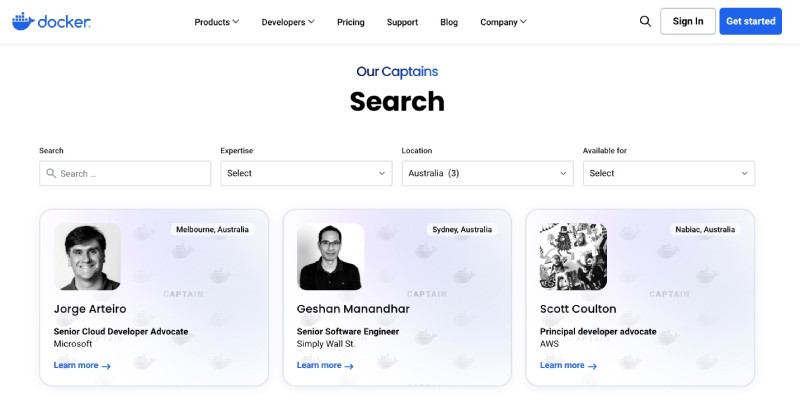 docker.
Products Developers Pricing Support Blog Company
Sign In
Get started
Our Captains
Search
Search
Search ...
Expertise
Select
Location
Australia (3)
Available for
Select
Melbourne, Australia
CAPTAIN
Jorge Arteiro
Senior Cloud Developer Advocate
Microsoft
Learn more →
Sydney, Australia
CAPTAIN
Geshan Manandhar
Senior Software Engineer
Simply Wall St.
Learn more →
Nabiac, Australia
CAPTAIN
Scott Coulton
Principal developer advocate
AWS
Learn more →